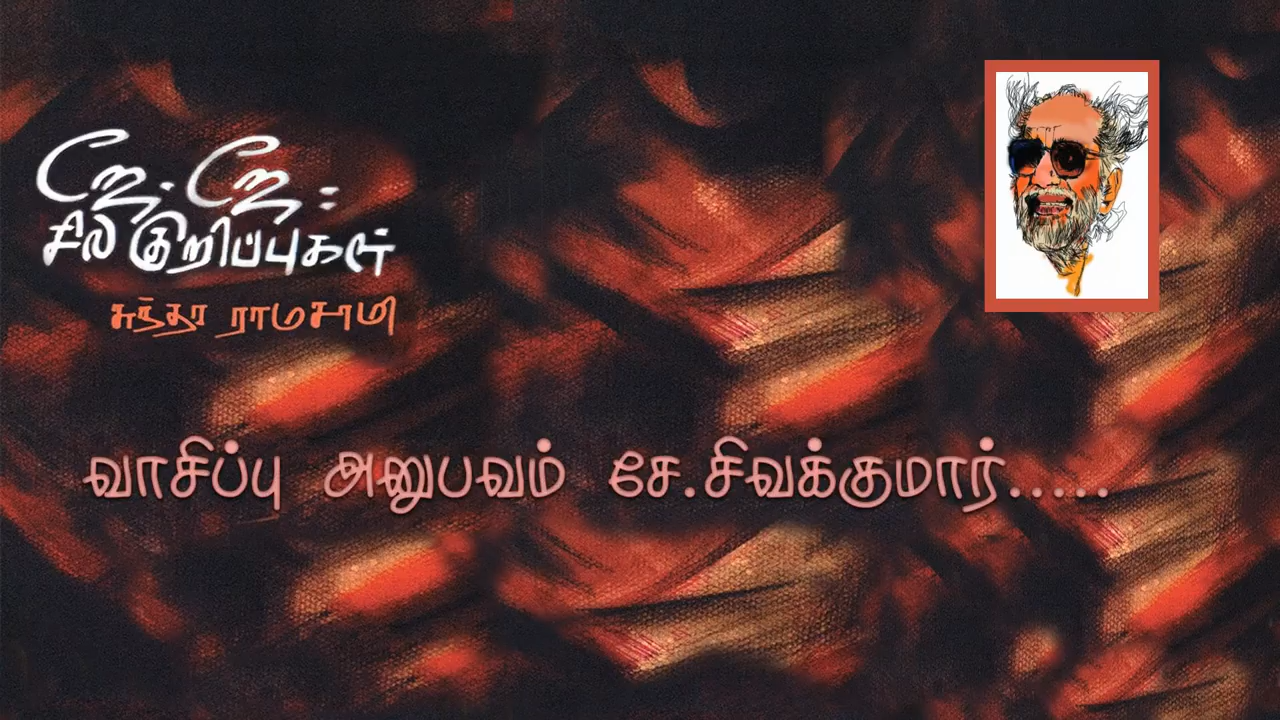 ஜே. ஜே :
சில குறிப்புகள்
சுந்தர ராமசாமி
வாசிப்பு அனுபவம் சே.சிவக்குமார்.....